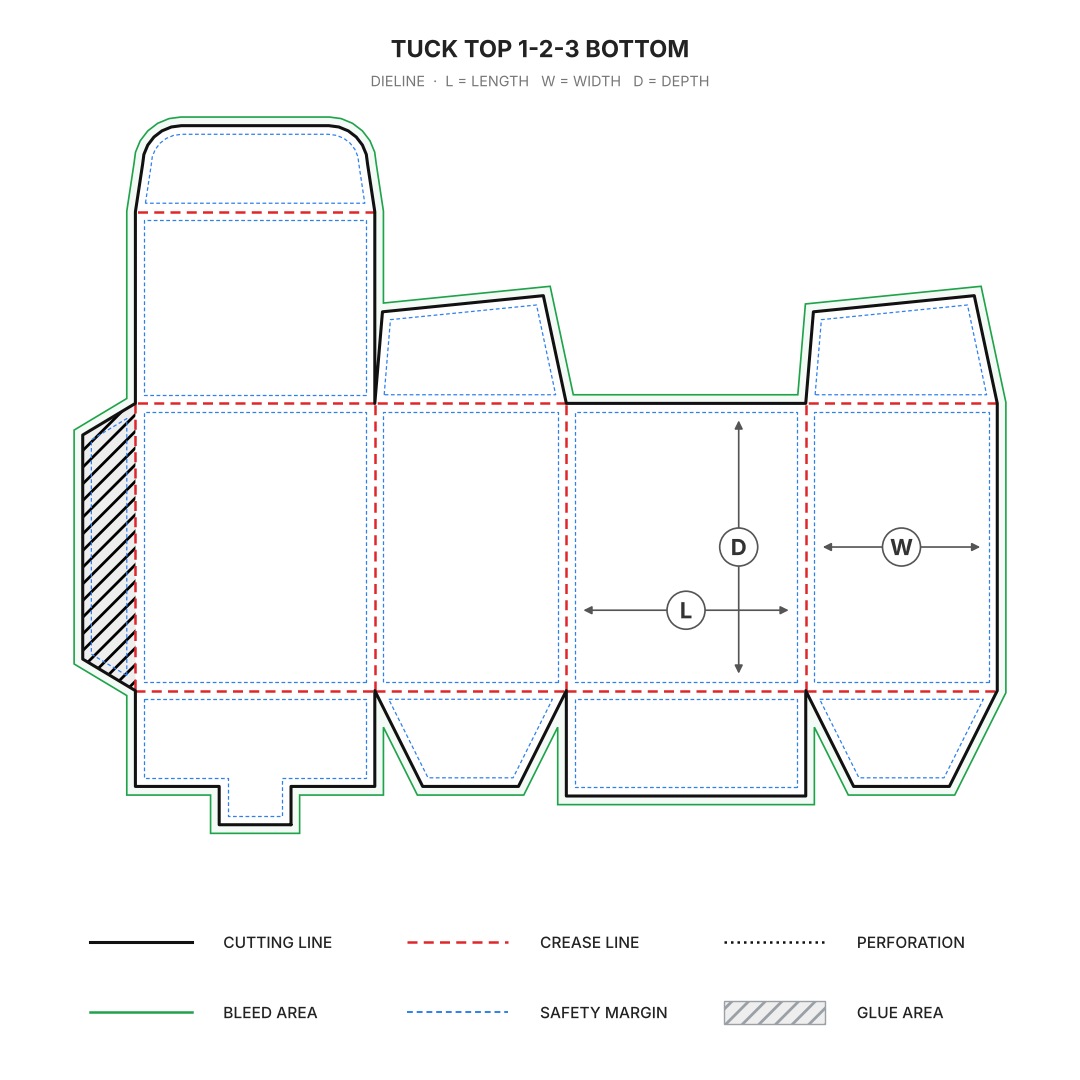 TUCK TOP 1-2-3 BOTTOM
DIELINE · L = LENGTH W = WIDTH D = DEPTH
D
W
L
CUTTING LINE
CREASE LINE
PERFORATION
BLEED AREA
SAFETY MARGIN
GLUE AREA